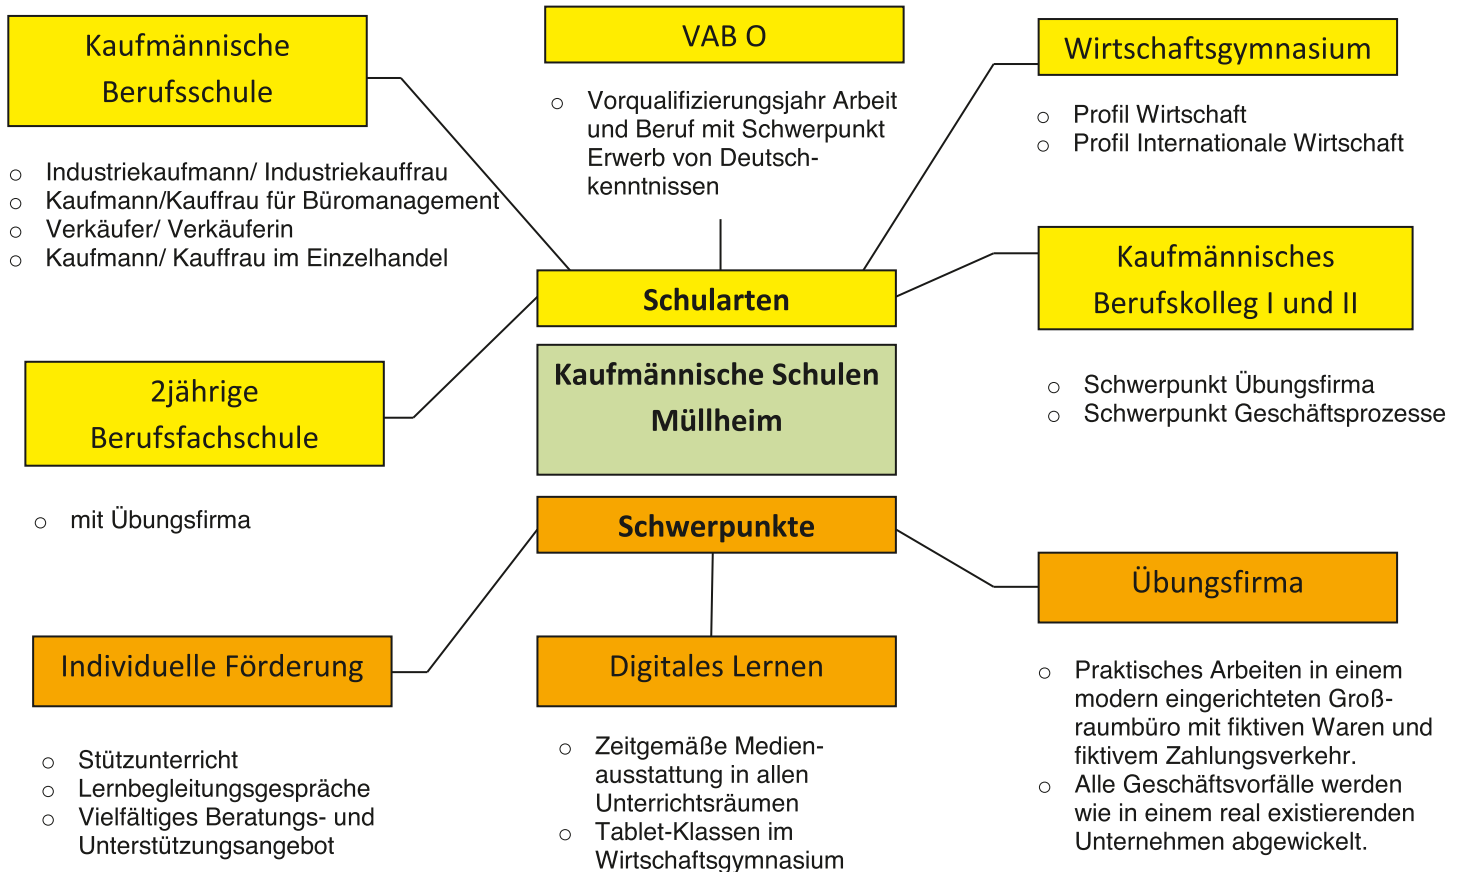 Kaufmännische
Berufsschule
○ Industriekaufmann/ Industriekauffrau
○ Kaufmann/Kauffrau für Büromanagement
○ Verkäufer/ Verkäuferin
○ Kaufmann/ Kauffrau im Einzelhandel
VAB O
○ Vorqualifizierungsjahr Arbeit
und Beruf mit Schwerpunkt
Erwerb von Deutsch-
kenntnissen
Wirtschaftsgymnasium
○ Profil Wirtschaft
○ Profil Internationale Wirtschaft
Schularten
Kaufmännisches
Berufskolleg I und II
○ Schwerpunkt Übungsfirma
○ Schwerpunkt Geschäftsprozesse
2jährige
Berufsfachschule
○ mit Übungsfirma
Kaufmännische Schulen
Müllheim
Schwerpunkte
Individuelle Förderung
○ Stützunterricht
○ Lernbegleitungsgespräche
○ Vielfältiges Beratungs- und
Unterstützungsangebot
Digitales Lernen
○ Zeitgemäße Medien-
ausstattung in allen
Unterrichtsräumen
○ Tablet-Klassen im
Wirtschaftsgymnasium
Übungsfirma
○ Praktisches Arbeiten in einem
modern eingerichteten Groß-
raumbüro mit fiktiven Waren und
fiktivem Zahlungsverkehr.
○ Alle Geschäftsvorfälle werden
wie in einem real existierenden
Unternehmen abgewickelt.